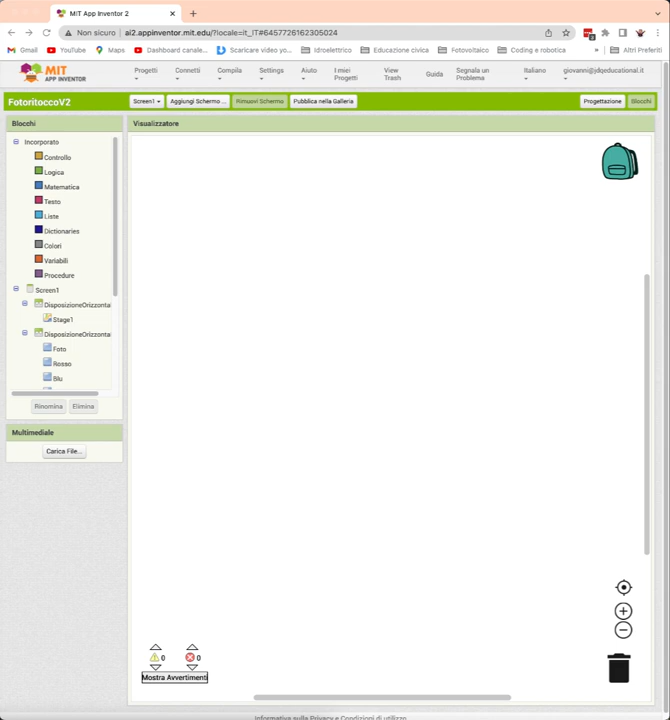 MIT App Inventor 2
Non sicuro
ai2.appinventor.mit.edu/?locale=it_IT#6457726162305024
Gmail
YouTube
Maps
Dashboard canale...
Scaricare video yo...
Idroelettrico
Educazione civica
Fotovoltaico
Coding e robotica
»
Altri Preferiti
MIT
APP INVENTOR
Progetti
Connetti
Compila
Settings
Aiuto
I miei
Progetti
View
Trash
Guida
Segnala un
Problema
Italiano
giovanni@jdqeducational.it
FotoritoccoV2
Screen1
Aggiungi Schermo ...
Rimuovi Schermo
Pubblica nella Galleria
Progettazione
Blocchi
Blocchi
Visualizzatore
Incorporato
Controllo
Logica
Matematica
Testo
Liste
Dictionaries
Colori
Variabili
Procedure
Screen1
DisposizioneOrizzonta
Stage1
DisposizioneOrizzonta
Foto
Rosso
Blu
Rinomina
Elimina
Multimediale
Carica File...
0
0
Mostra Avvertimenti
Informativa sulla Privacy e Condizioni di utilizzo